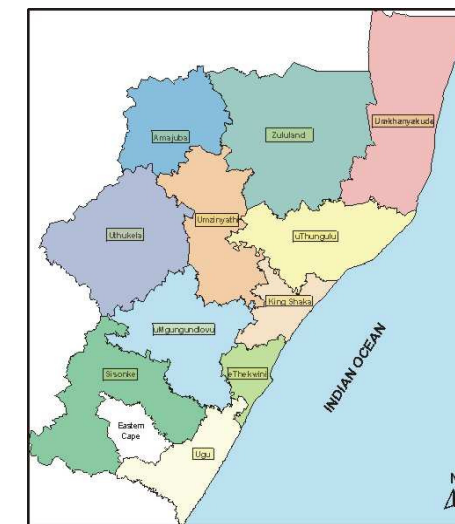 Umkhanyakude
Amajuba
Zululand
Umzinyathi
Uthukela
uThungulu
King Shaka
uMgungundlovu
eThekwini
Sisonke
INDIAN OCEAN
Eastern
Cape
Ugu
N